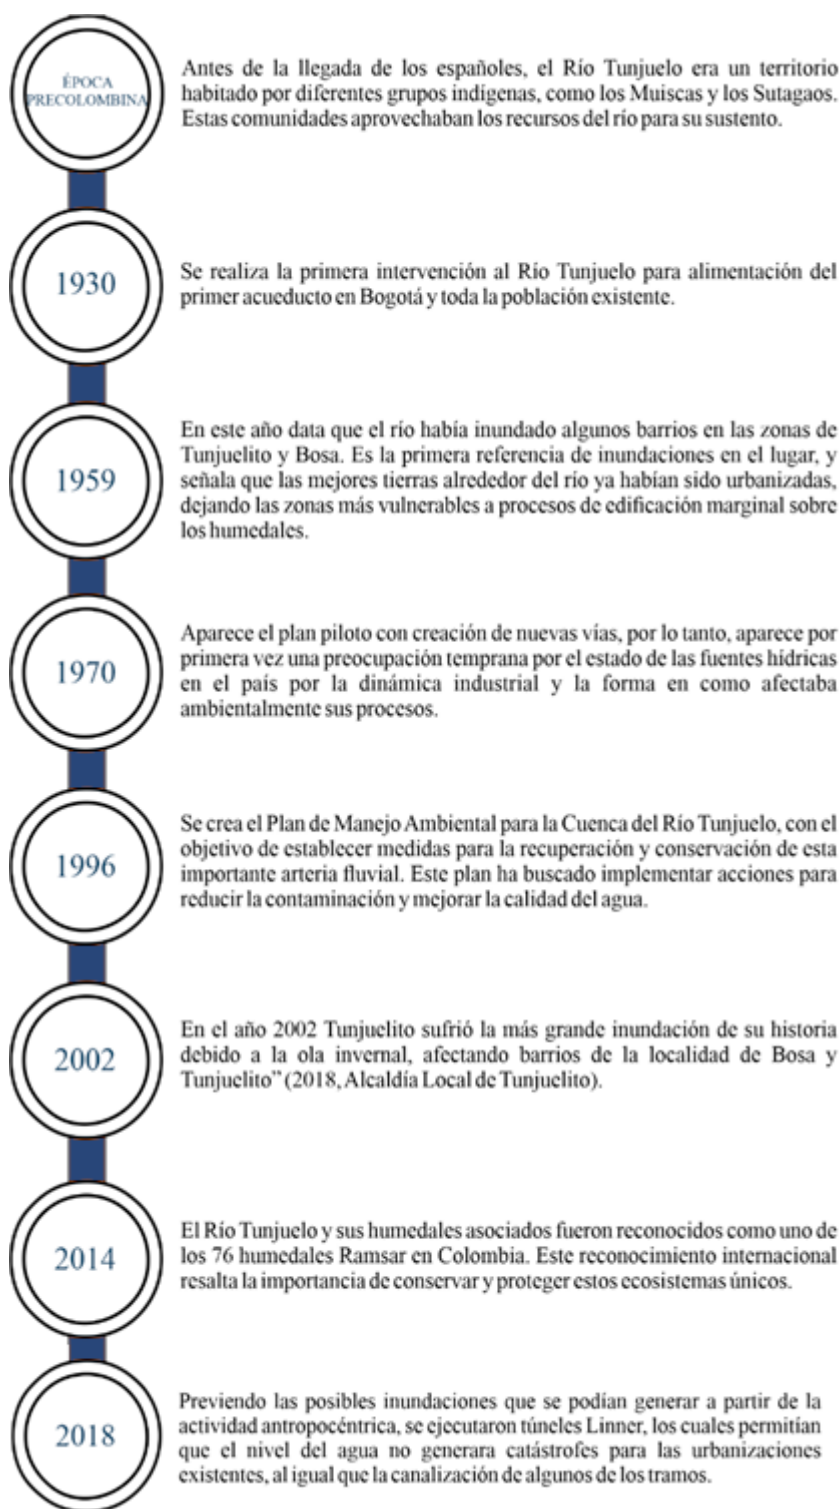 ÉPOCA
PRECOLOMBINA
Antes de la llegada de los españoles, el Río Tunjuelo era un territorio
habitado por diferentes grupos indígenas, como los Muiscas y los Sutagaos.
Estas comunidades aprovechaban los recursos del río para su sustento.
1930
Se realiza la primera intervención al Río Tunjuelo para alimentación del
primer acueducto en Bogotá y toda la población existente.
1959
En este año data que el río había inundado algunos barrios en las zonas de
Tunjuelito y Bosa. Es la primera referencia de inundaciones en el lugar, y
señala que las mejores tierras alrededor del río ya habían sido urbanizadas,
dejando las zonas más vulnerables a procesos de edificación marginal sobre
los humedales.
1970
Aparece el plan piloto con creación de nuevas vías, por lo tanto, aparece por
primera vez una preocupación temprana por el estado de las fuentes hídricas
en el país por la dinámica industrial y la forma en como afectaba
ambientalmente sus procesos.
1996
Se crea el Plan de Manejo Ambiental para la Cuenca del Río Tunjuelo, con el
objetivo de establecer medidas para la recuperación y conservación de esta
importante arteria fluvial. Este plan ha buscado implementar acciones para
reducir la contaminación y mejorar la calidad del agua.
2002
En el año 2002 Tunjuelito sufrió la más grande inundación de su historia
debido a la ola invernal, afectando barrios de la localidad de Bosa y
Tunjuelito” (2018, Alcaldía Local de Tunjuelito).
2014
El Río Tunjuelo y sus humedales asociados fueron reconocidos como uno de
los 76 humedales Ramsar en Colombia. Este reconocimiento internacional
resalta la importancia de conservar y proteger estos ecosistemas únicos.
2018
Previendo las posibles inundaciones que se podían generar a partir de la
actividad antropocéntrica, se ejecutaron túneles Linner, los cuales permitían
que el nivel del agua no generara catástrofes para las urbanizaciones
existentes, al igual que la canalización de algunos de los tramos.